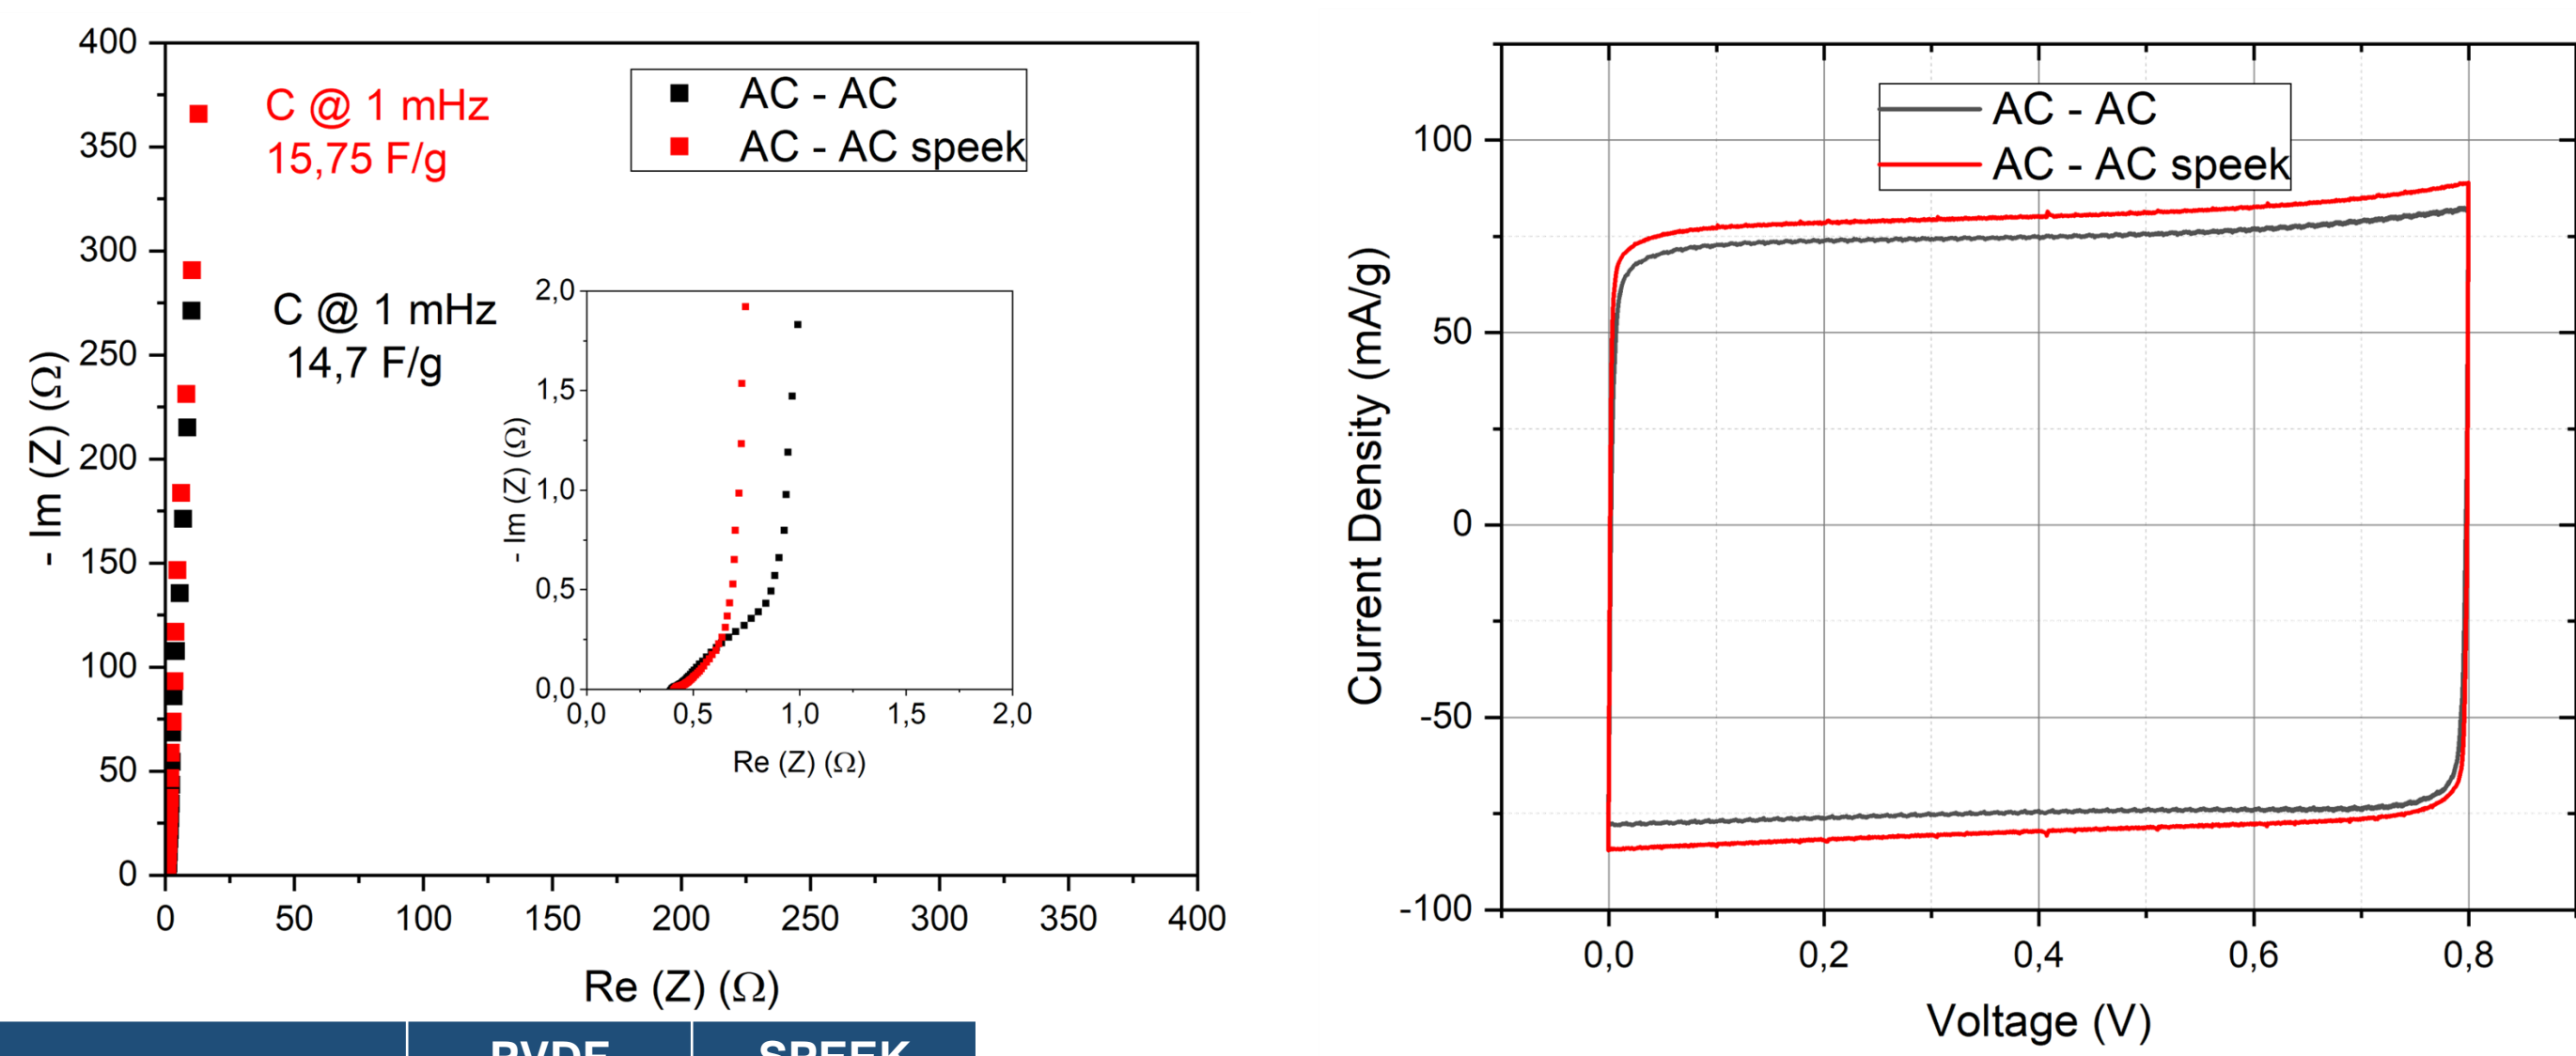 400
350
300
250
200
150
100
50
0
- Im (Z) (Ω)
C @ 1 mHz
15,75 F/g
C @ 1 mHz
14,7 F/g
AC - AC
AC - AC speek
2,0
1,5
1,0
0,5
0,0
- Im (Z) (Ω)
0,0 0,5 1,0 1,5 2,0
Re (Z) (Ω)
0 50 100 150 200 250 300 350 400
Re (Z) (Ω)
PVDF SPEEK
AC - AC
AC - AC speek
100
50
0
-50
-100
Current Density (mA/g)
0,0 0,2 0,4 0,6 0,8
Voltage (V)